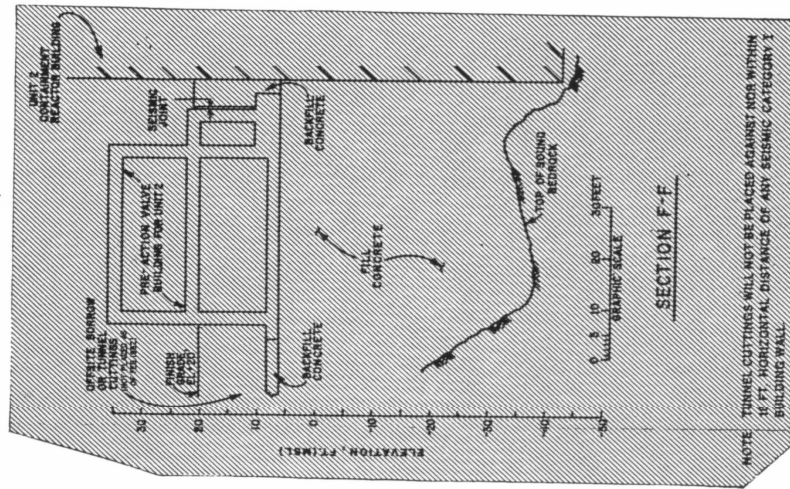 UNIT 2
CONTAINMENT
REACTOR BUILDING
SEISMIC
JOINT
BACKFILL
CONCRETE
PRE-ACTION VALVE
BUILDING FOR UNIT 2
OFFSITE BORROW
OR TUNNEL
CUTTINGS
FINISH
GRADE
EL+20'
BACKFILL
CONCRETE
FILL
CONCRETE
TOP OF SOUND
BEDROCK
30
20
10
0
-10
-20
-30
-40
-50
ELEVATION, FT.(MSL)
0 5 10 20 30 FEET
GRAPHIC SCALE
SECTION F-F
NOTE: TUNNEL CUTTINGS WILL NOT BE PLACED AGAINST NOR WITHIN
FT. HORIZONTAL DISTANCE OF ANY SEISMIC CATEGORY I
BUILDING WALL